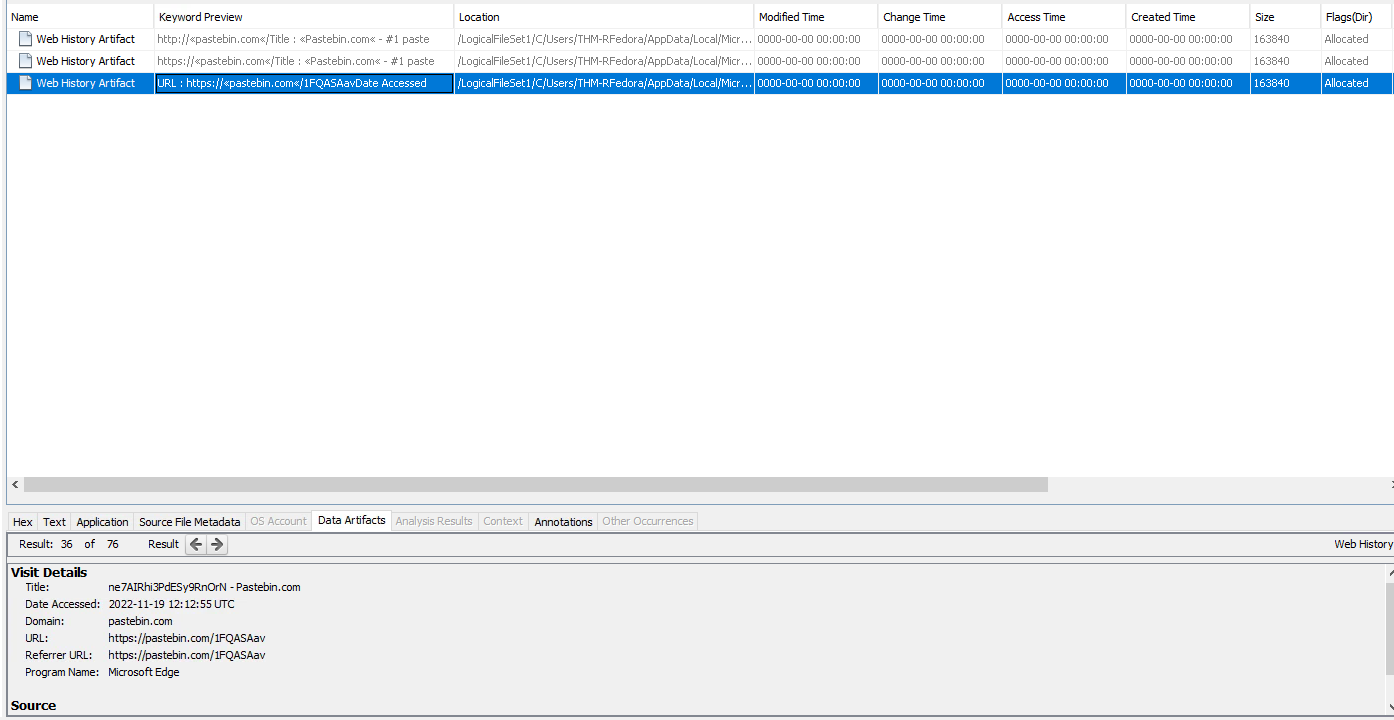 Name Keyword Preview Location Modified Time Change Time Access Time Created Time Size Flags(Dir)
Web History Artifact http://«pastebin.com«/Title : «Pastebin.com« - #1 paste /LogicalFileSet1/C/Users/THM-RFedora/AppData/Local/Micr... 0000-00-00 00:00:00 0000-00-00 00:00:00 0000-00-00 00:00:00 0000-00-00 00:00:00 163840 Allocated
Web History Artifact https://«pastebin.com«/Title : «Pastebin.com« - #1 paste /LogicalFileSet1/C/Users/THM-RFedora/AppData/Local/Micr... 0000-00-00 00:00:00 0000-00-00 00:00:00 0000-00-00 00:00:00 0000-00-00 00:00:00 163840 Allocated
Web History Artifact URL : https://«pastebin.com«/1FQASAavDate Accessed /LogicalFileSet1/C/Users/THM-RFedora/AppData/Local/Micr... 0000-00-00 00:00:00 0000-00-00 00:00:00 0000-00-00 00:00:00 0000-00-00 00:00:00 163840 Allocated
Hex Text Application Source File Metadata OS Account Data Artifacts Analysis Results Context Annotations Other Occurrences
Result: 36 of 76 Result Web History
Visit Details
Title: ne7AIRhi3PdESy9RnOrN - Pastebin.com
Date Accessed: 2022-11-19 12:12:55 UTC
Domain: pastebin.com
URL: https://pastebin.com/1FQASAav
Referrer URL: https://pastebin.com/1FQASAav
Program Name: Microsoft Edge
Source